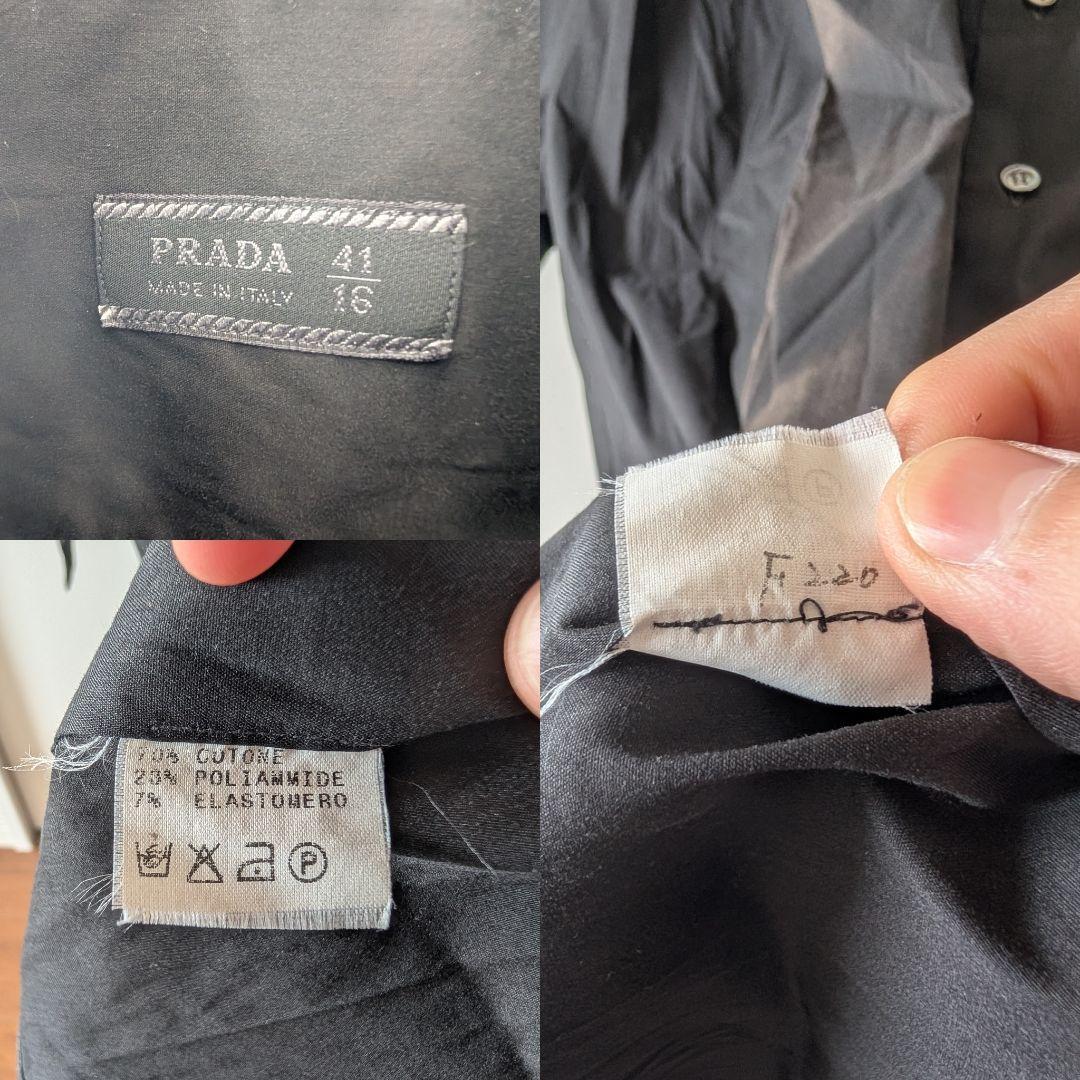 PRADA 41
MADE IN ITALY 16
F220
70% COTONE
23% POLIAMMIDE
7% ELASTOMERO
P